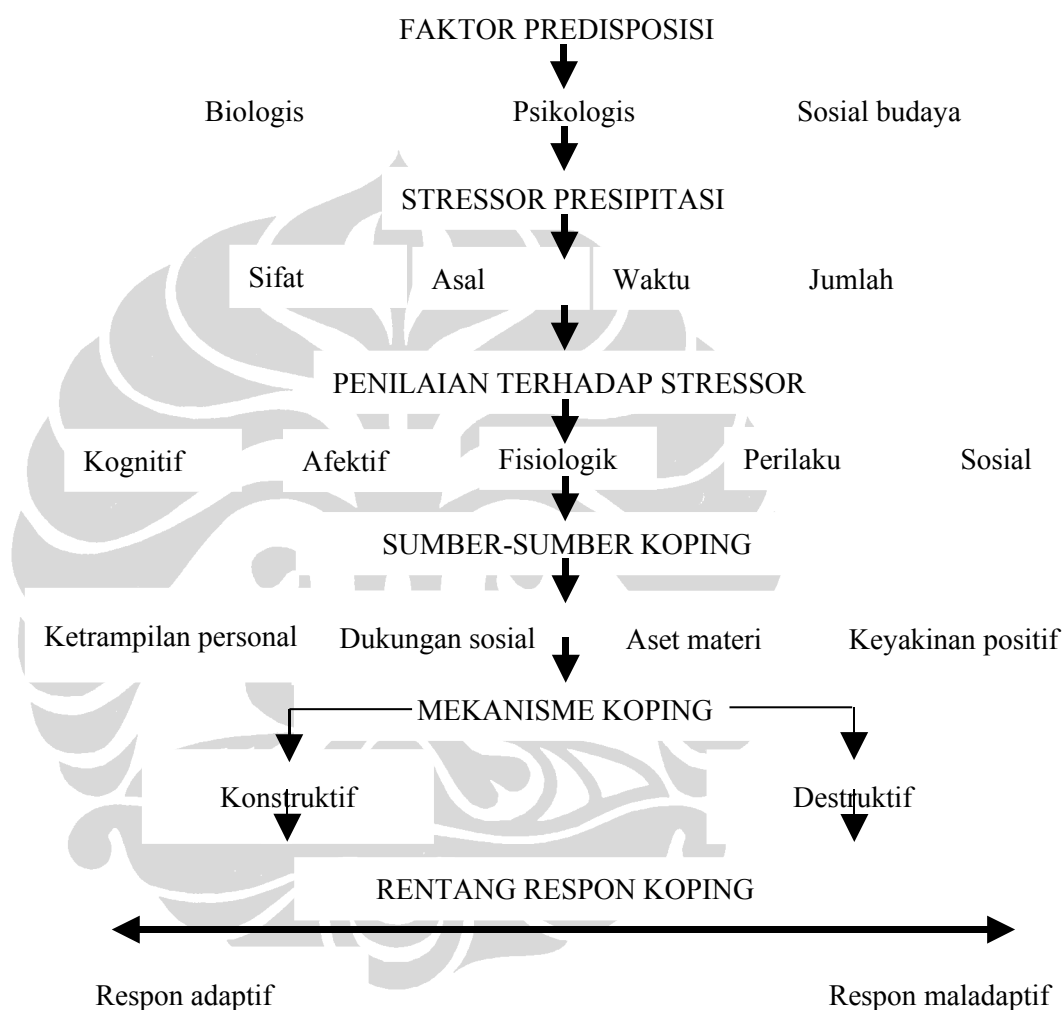 FAKTOR PREDISPOSISI
Biologis Psikologis Sosial budaya
STRESSOR PRESIPITASI
Sifat Asal Waktu Jumlah
PENILAIAN TERHADAP STRESSOR
Kognitif Afektif Fisiologik Perilaku Sosial
SUMBER-SUMBER KOPING
Ketrampilan personal Dukungan sosial Aset materi Keyakinan positif
MEKANISME KOPING
Konstruktif Destruktif
RENTANG RESPON KOPING
Respon adaptif Respon maladaptif